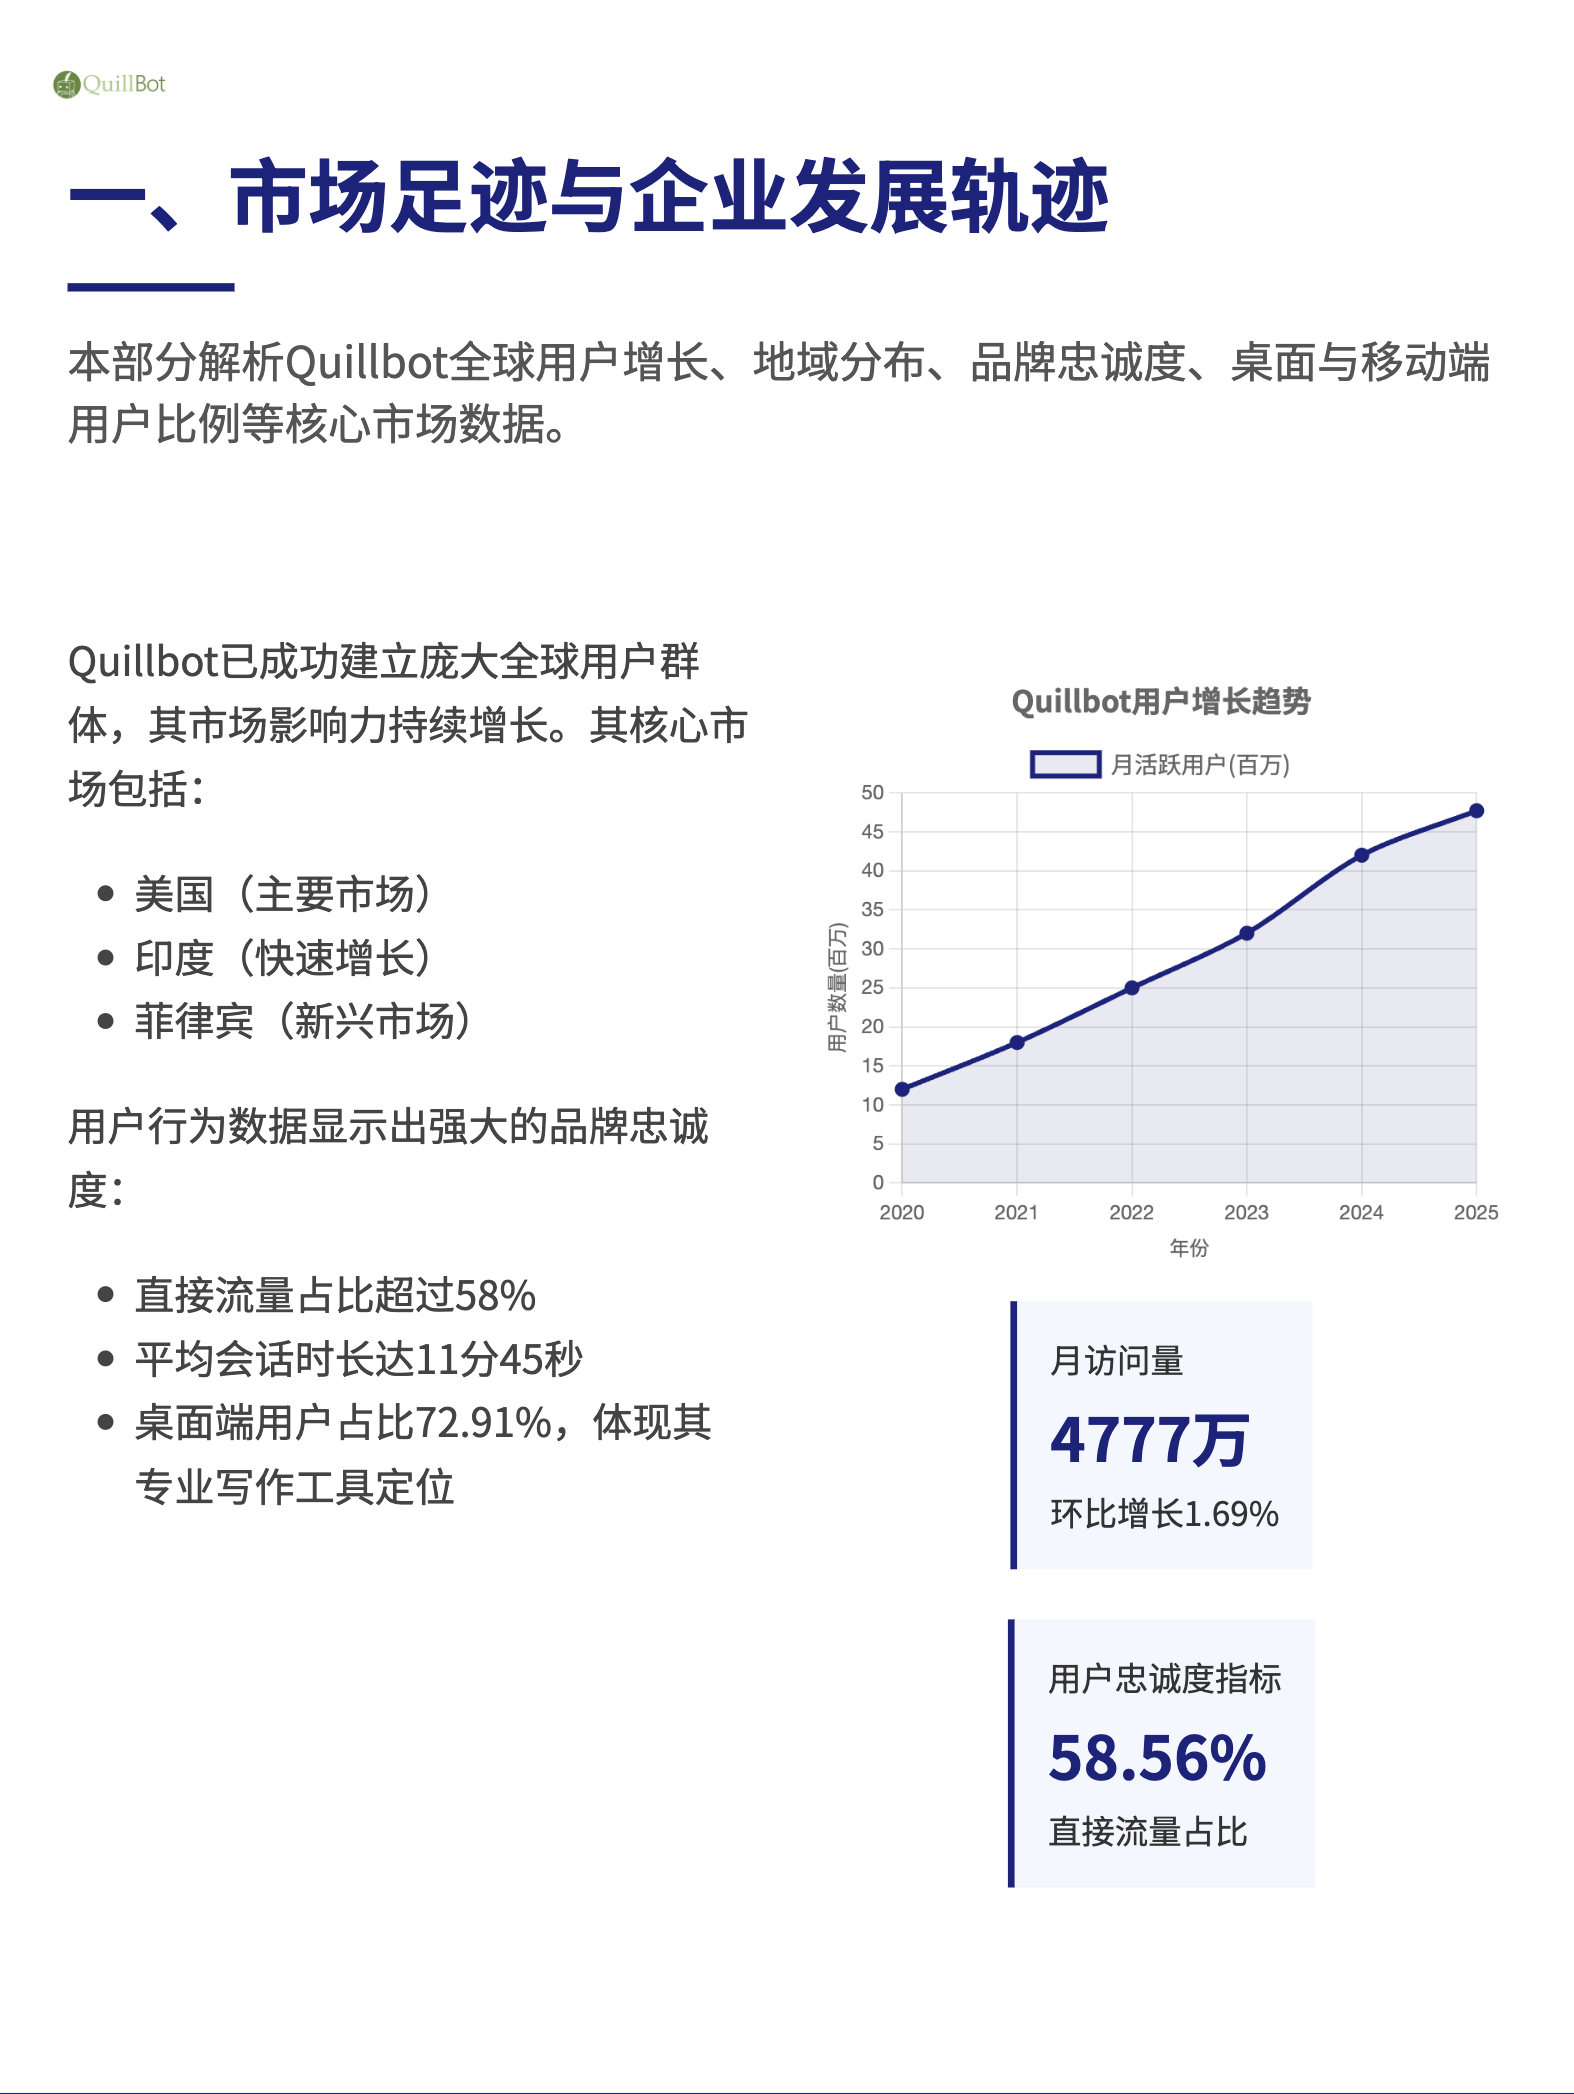 QuillBot
一、市场足迹与企业发展轨迹
本部分解析Quillbot全球用户增长、地域分布、品牌忠诚度、桌面与移动端
用户比例等核心市场数据。
Quillbot已成功建立庞大全球用户群
体，其市场影响力持续增长。其核心市
场包括：
• 美国（主要市场）
• 印度（快速增长）
• 菲律宾（新兴市场）
用户行为数据显示出强大的品牌忠诚
度：
• 直接流量占比超过58%
• 平均会话时长达11分45秒
• 桌面端用户占比72.91%，体现其
专业写作工具定位
Quillbot用户增长趋势
月活跃用户(百万)
用户数量(百万)
50
45
40
35
30
25
20
15
10
5
0
2020 2021 2022 2023 2024 2025
年份
月访问量
4777万
环比增长1.69%
用户忠诚度指标
58.56%
直接流量占比